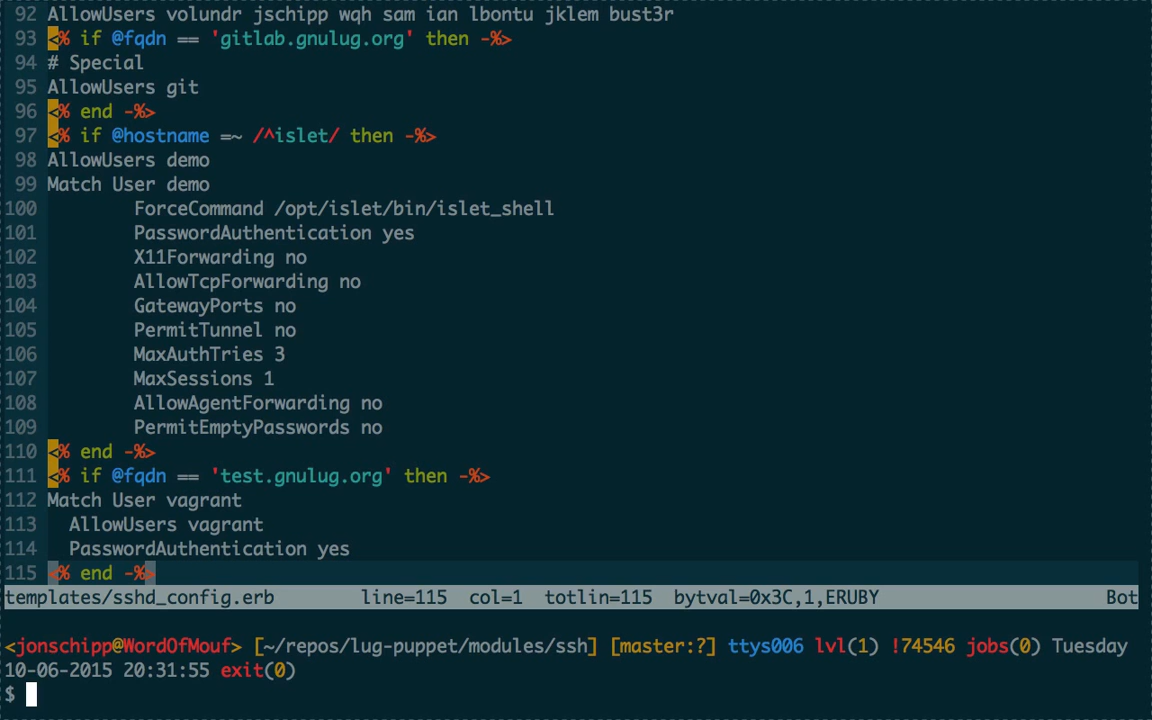 92 AllowUsers volundr jschipp wqh sam ian lbontu jklem bust3r
93 <% if @fqdn == 'gitlab.gnulug.org' then -%>
94 # Special
95 AllowUsers git
96 <% end -%>
97 <% if @hostname =~ /^islet/ then -%>
98 AllowUsers demo
99 Match User demo
100         ForceCommand /opt/islet/bin/islet_shell
101         PasswordAuthentication yes
102         X11Forwarding no
103         AllowTcpForwarding no
104         GatewayPorts no
105         PermitTunnel no
106         MaxAuthTries 3
107         MaxSessions 1
108         AllowAgentForwarding no
109         PermitEmptyPasswords no
110 <% end -%>
111 <% if @fqdn == 'test.gnulug.org' then -%>
112 Match User vagrant
113   AllowUsers vagrant
114   PasswordAuthentication yes
115 <% end -%>
templates/sshd_config.erb        line=115  col=1  totlin=115  bytval=0x3C,1,ERUBY        Bot
<jonschipp@WordOfMouf> [~/repos/lug-puppet/modules/ssh] [master:?] ttys006 lvl(1) !74546 jobs(0) Tuesday
10-06-2015 20:31:55 exit(0)
$